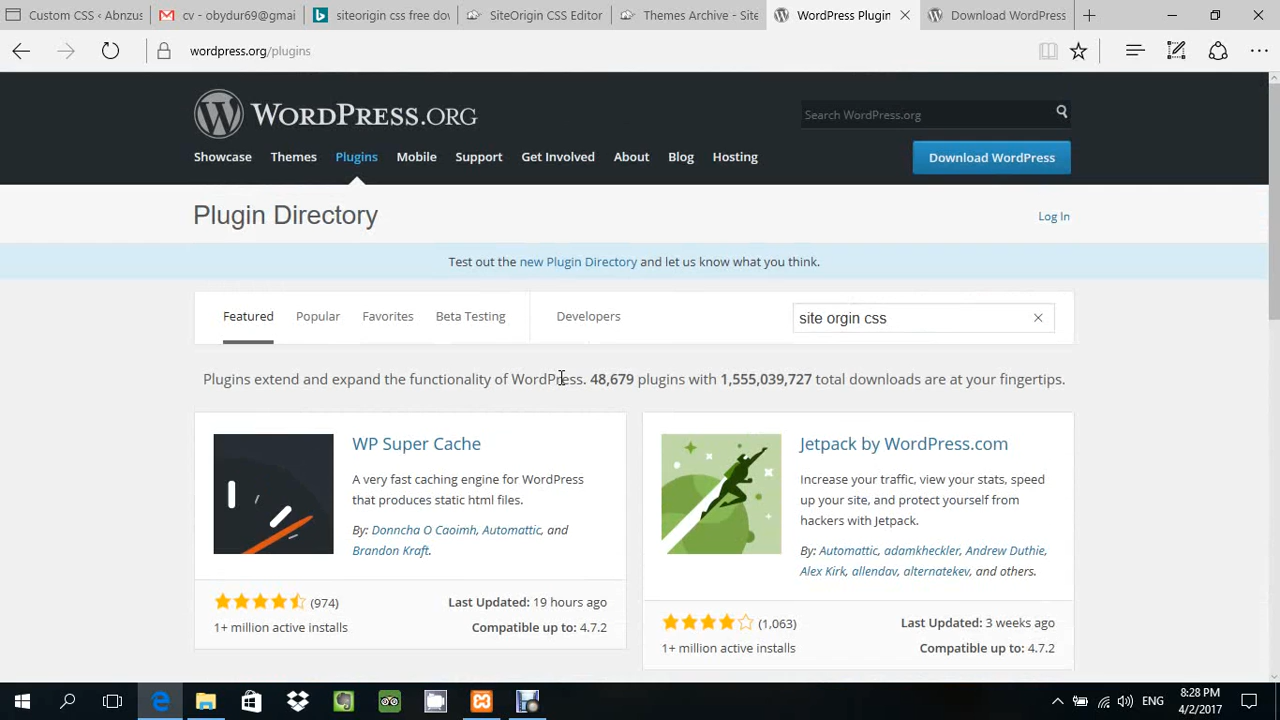 Custom CSS ‹ Abnzus
cv - obydur69@gmai
siteorigin css free dov
SiteOrigin CSS Editor
Themes Archive - Site
WordPress Plugin
Download WordPress
wordpress.org/plugins
WORDPRESS.ORG
Search WordPress.org
Showcase Themes Plugins Mobile Support Get Involved About Blog Hosting
Download WordPress
Plugin Directory
Log In
Test out the new Plugin Directory and let us know what you think.
Featured Popular Favorites Beta Testing Developers
site orgin css
Plugins extend and expand the functionality of WordPress. 48,679 plugins with 1,555,039,727 total downloads are at your fingertips.
WP Super Cache
A very fast caching engine for WordPress
that produces static html files.
By: Donncha O Caoimh, Automattic, and
Brandon Kraft.
(974)
Last Updated: 19 hours ago
1+ million active installs
Compatible up to: 4.7.2
Jetpack by WordPress.com
Increase your traffic, view your stats, speed
up your site, and protect yourself from
hackers with Jetpack.
By: Automattic, adamkheckler, Andrew Duthie,
Alex Kirk, allendav, alternatekev, and others.
(1,063)
Last Updated: 3 weeks ago
1+ million active installs
Compatible up to: 4.7.2
ENG
8:28 PM
4/2/2017